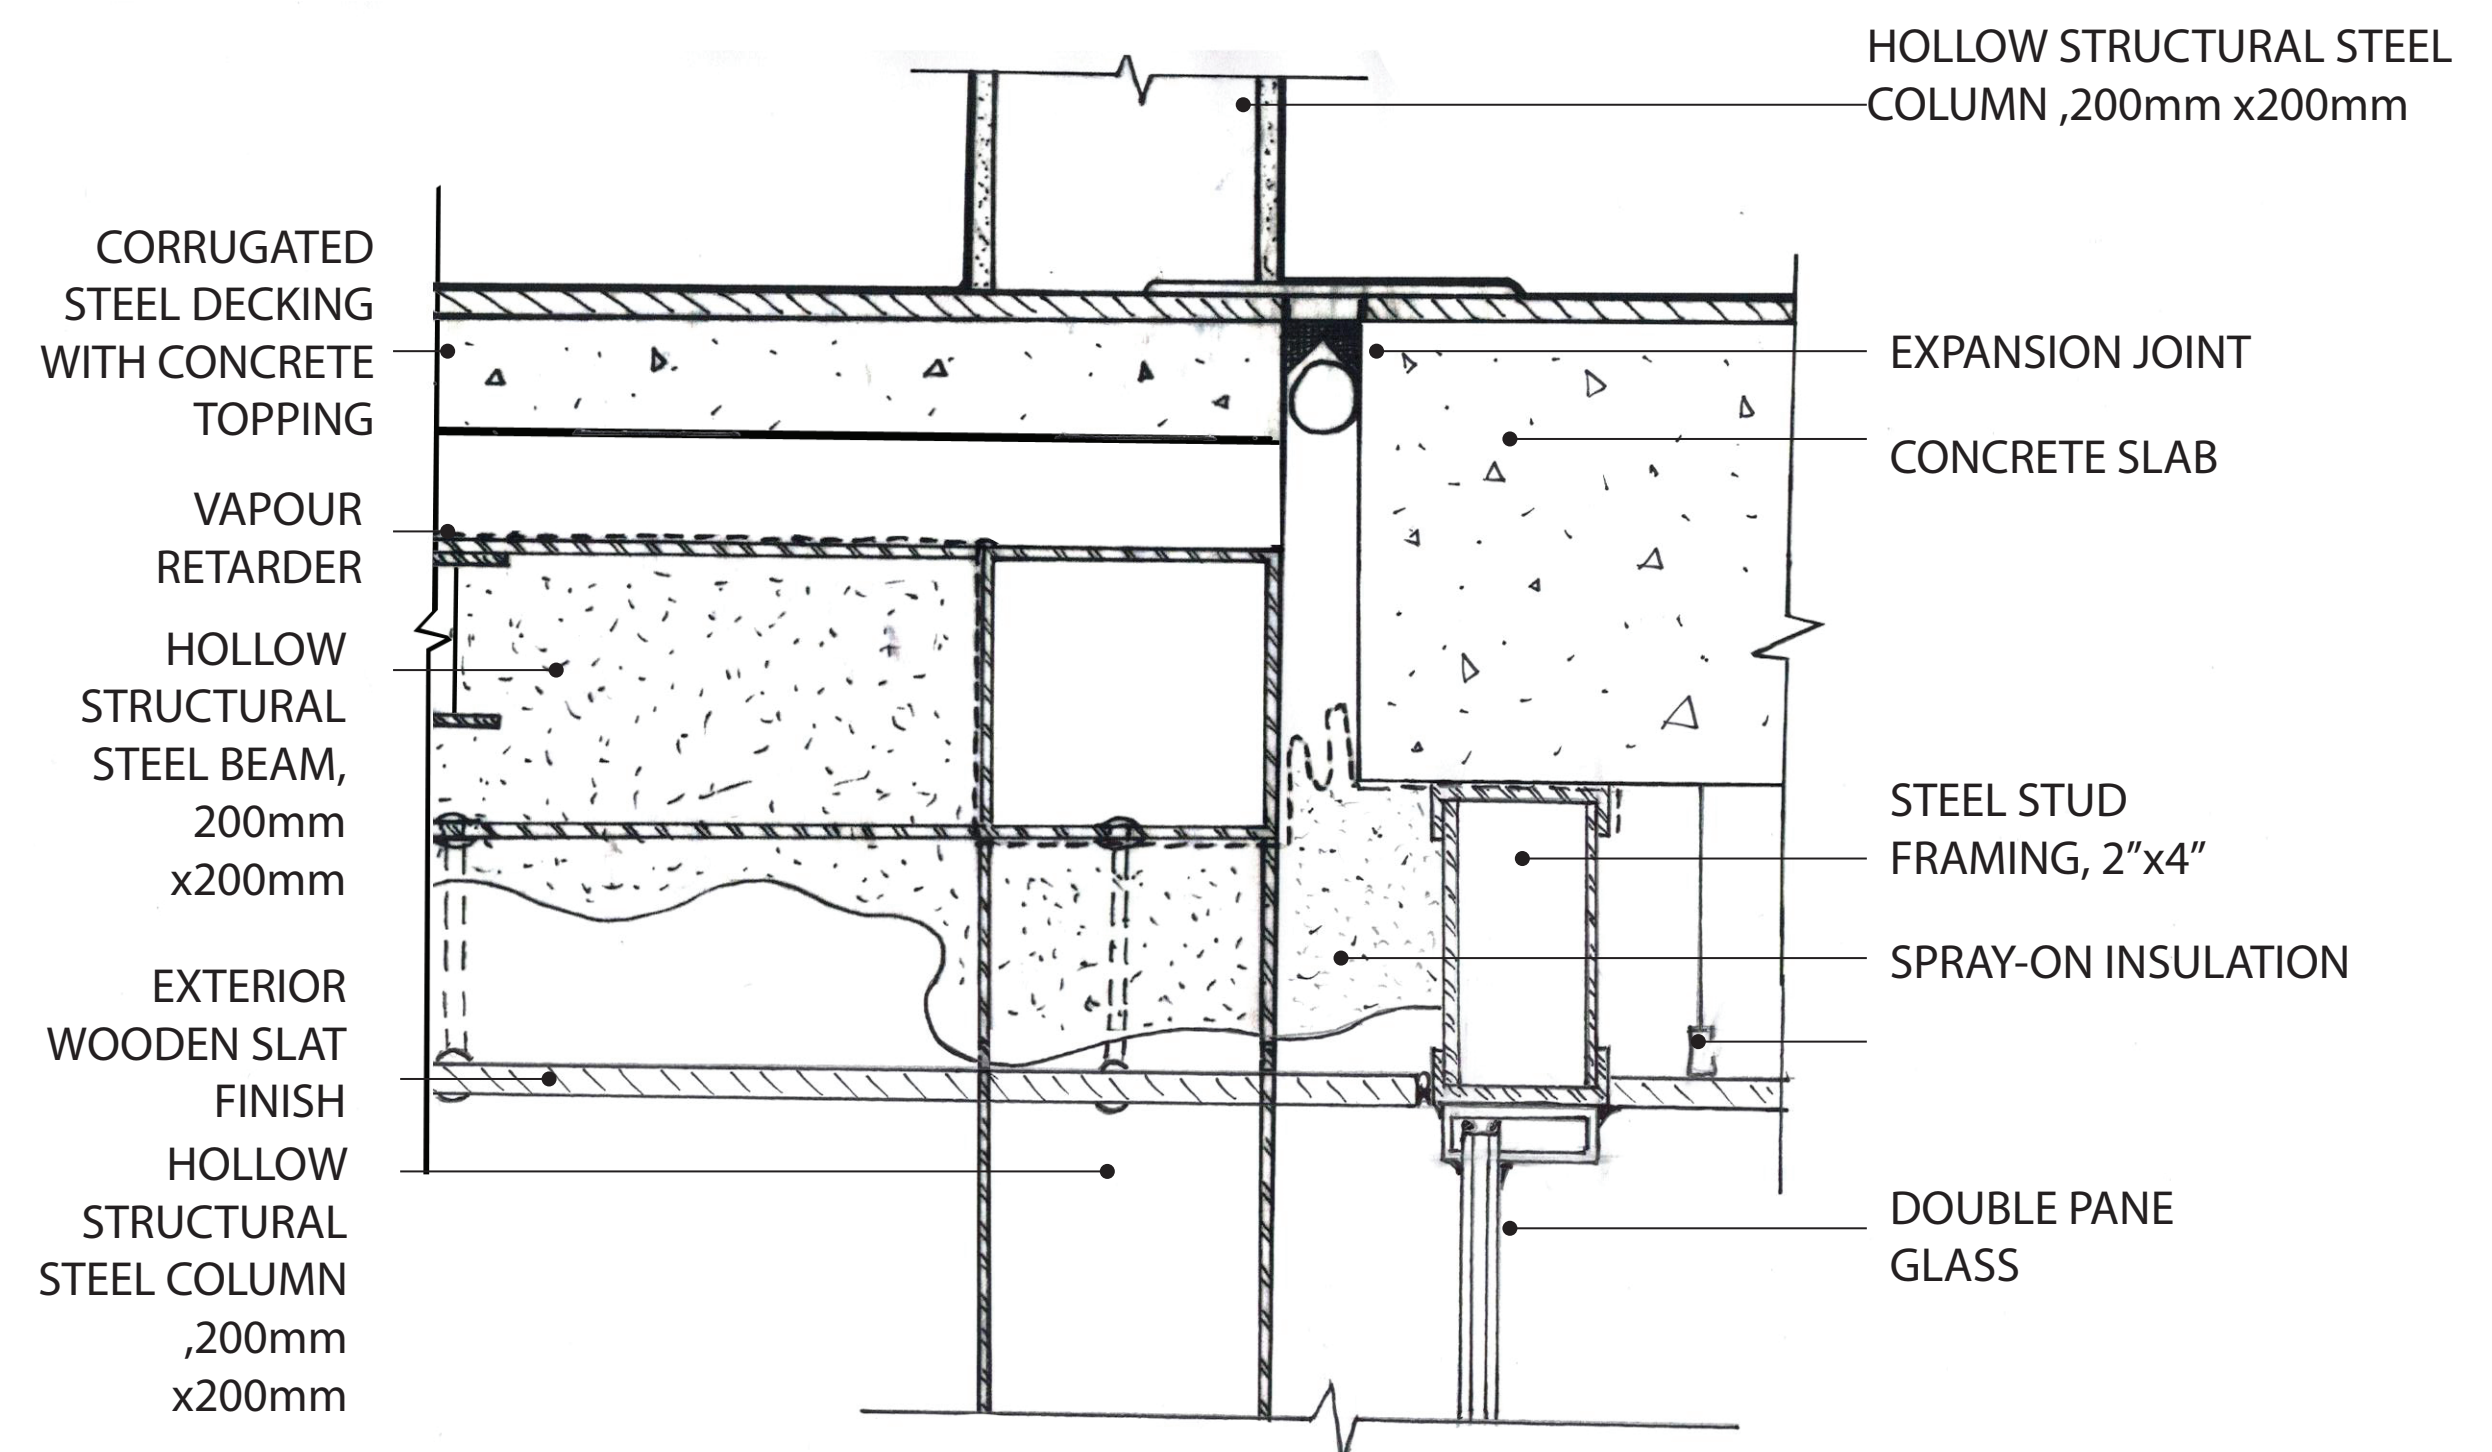 HOLLOW STRUCTURAL STEEL
COLUMN ,200mm x200mm
CORRUGATED
STEEL DECKING
WITH CONCRETE
TOPPING
VAPOUR
RETARDER
HOLLOW
STRUCTURAL
STEEL BEAM,
200mm
x200mm
EXTERIOR
WOODEN SLAT
FINISH
HOLLOW
STRUCTURAL
STEEL COLUMN
,200mm
x200mm
EXPANSION JOINT
CONCRETE SLAB
STEEL STUD
FRAMING, 2”x4”
SPRAY-ON INSULATION
DOUBLE PANE
GLASS